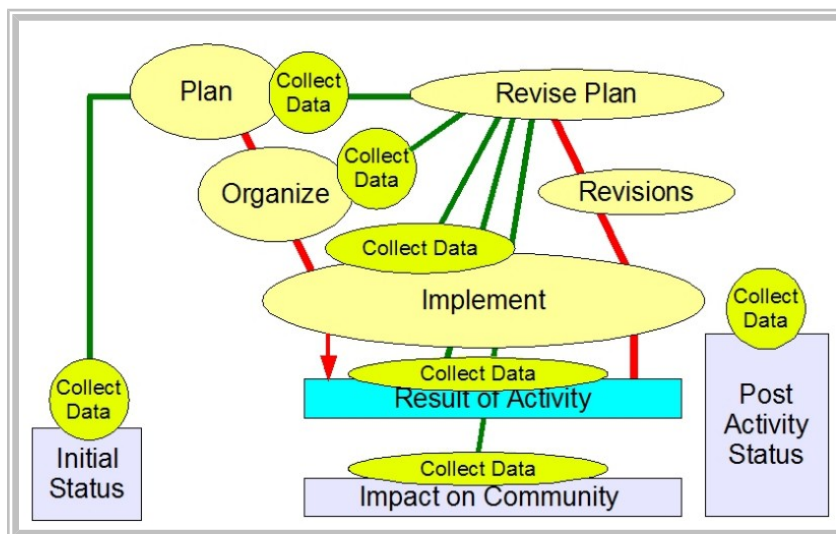 Plan
Collect
Data
Revise Plan
Organize
Collect
Data
Revisions
Collect Data
Implement
Collect
Data
Collect
Data
Collect Data
Result of Activity
Initial
Status
Post
Activity
Status
Collect Data
Impact on Community